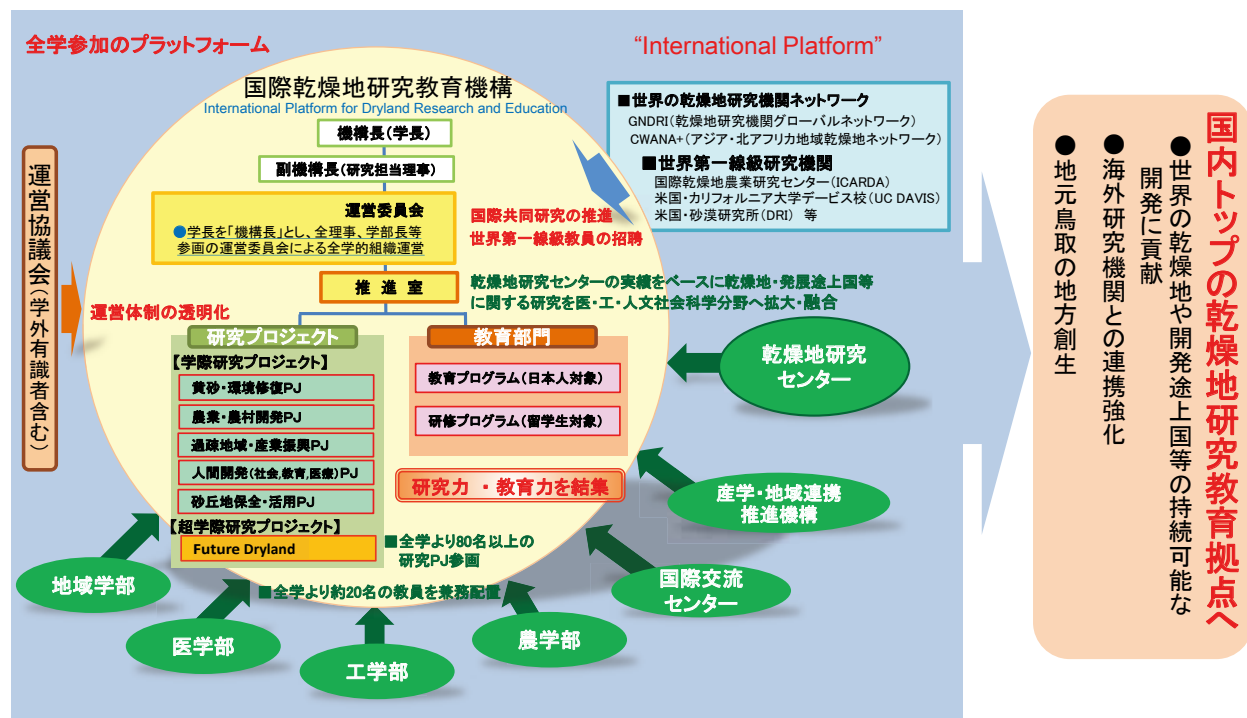 全学参加のプラットフォーム
“International Platform”
国際乾燥地研究教育機構
International Platform for Dryland Research and Education
機構長(学長)
副機構長(研究担当理事)
運営委員会
●学長を「機構長」とし、全理事、学部長等
参画の運営委員会による全学的組織運営
推 進 室
■世界の乾燥地研究機関ネットワーク
GNDRI(乾燥地研究機関グローバルネットワーク)
CWANA+(アジア・北アフリカ地域乾燥地ネットワーク)
■世界第一線級研究機関
国際乾燥地農業研究センター(ICARDA)
米国・カリフォルニア大学デービス校(UC DAVIS)
米国・砂漠研究所(DRI) 等
国際共同研究の推進
世界第一線級教員の招聘
乾燥地研究センターの実績をベースに乾燥地・発展途上国等
に関する研究を医・工・人文社会科学分野へ拡大・融合
運営協議会(学外有識者含む)
運営体制の透明化
研究プロジェクト
【学際研究プロジェクト】
黄砂・環境修復PJ
農業・農村開発PJ
過疎地域・産業振興PJ
人間開発(社会,教育,医療)PJ
砂丘地保全・活用PJ
【超学際研究プロジェクト】
Future Dryland
教育部門
教育プログラム(日本人対象)
研修プログラム(留学生対象)
研究力 ・教育力を結集
■全学より80名以上の
研究PJ参画
■全学より約20名の教員を兼務配置
地域学部
医学部
工学部
農学部
国際交流
センター
産学・地域連携
推進機構
乾燥地研究
センター
国内トップの乾燥地研究教育拠点へ
●世界の乾燥地や開発途上国等の持続可能な
開発に貢献
●海外研究機関との連携強化
●地元鳥取の地方創生